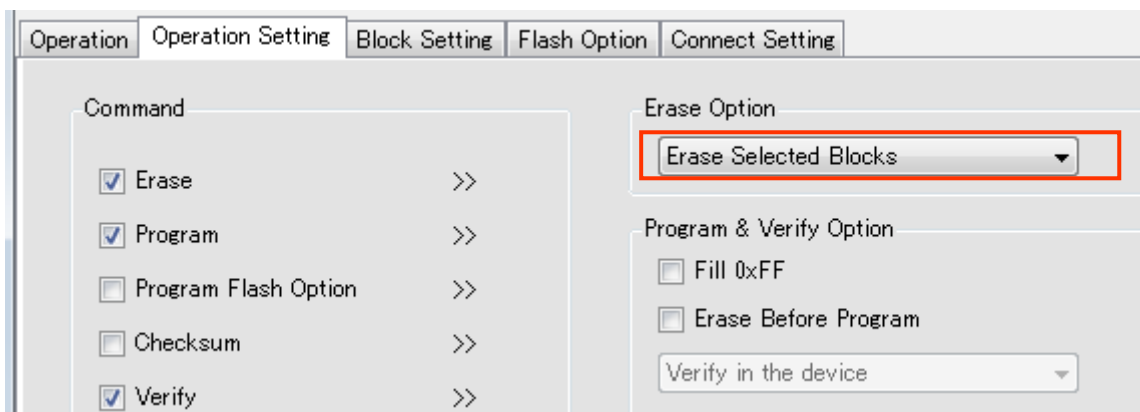 Operation Operation Setting Block Setting Flash Option Connect Setting
Command
Erase >>
Program >>
Program Flash Option >>
Checksum >>
Verify >>
Erase Option
Erase Selected Blocks
Program & Verify Option
Fill 0xFF
Erase Before Program
Verify in the device